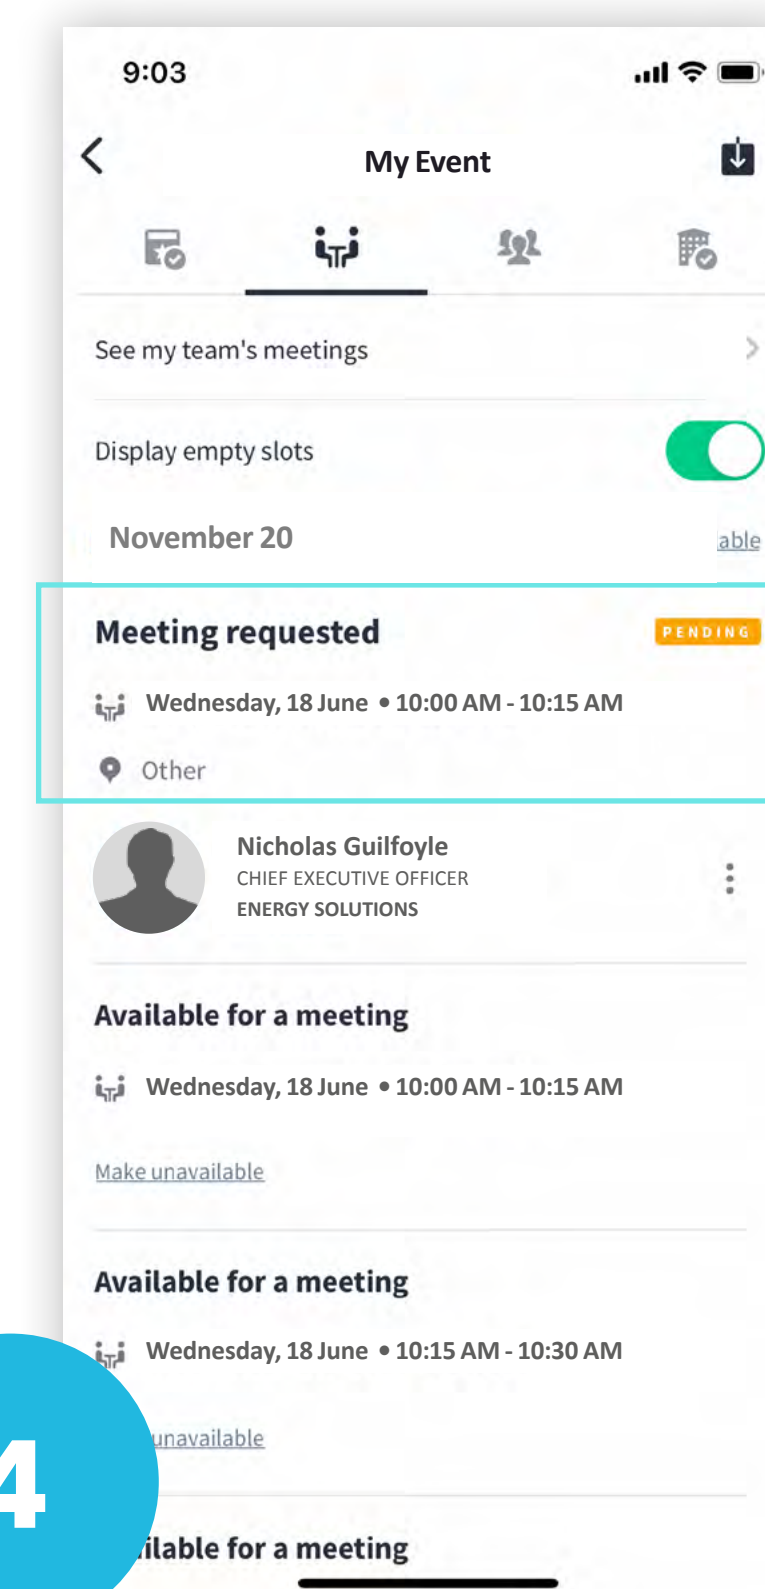 9:03
My Event
See my team's meetings
Display empty slots
November 20 able
Meeting requested PENDING
Wednesday, 18 June • 10:00 AM - 10:15 AM
Other
Nicholas Guilfoyle
CHIEF EXECUTIVE OFFICER
ENERGY SOLUTIONS
Available for a meeting
Wednesday, 18 June • 10:00 AM - 10:15 AM
Make unavailable
Available for a meeting
Wednesday, 18 June • 10:15 AM - 10:30 AM
unavailable
4
ilable for a meeting